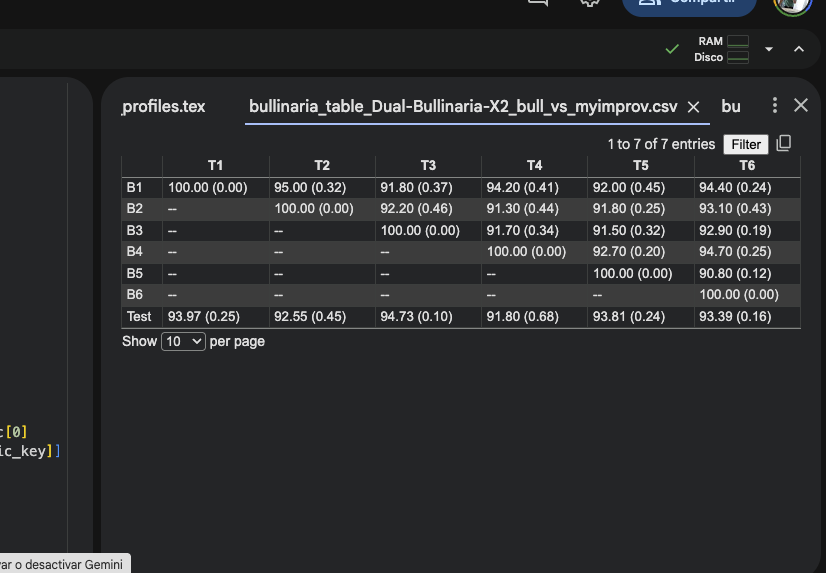 Compartir
RAM
Disco
profiles.tex bullinaria_table_Dual-Bullinaria-X2_bull_vs_myimprov.csv bu
1 to 7 of 7 entries Filter
T1 T2 T3 T4 T5 T6
B1 100.00 (0.00) 95.00 (0.32) 91.80 (0.37) 94.20 (0.41) 92.00 (0.45) 94.40 (0.24)
B2 -- 100.00 (0.00) 92.20 (0.46) 91.30 (0.44) 91.80 (0.25) 93.10 (0.43)
B3 -- -- 100.00 (0.00) 91.70 (0.34) 91.50 (0.32) 92.90 (0.19)
B4 -- -- -- 100.00 (0.00) 92.70 (0.20) 94.70 (0.25)
B5 -- -- -- -- 100.00 (0.00) 90.80 (0.12)
B6 -- -- -- -- -- 100.00 (0.00)
Test 93.97 (0.25) 92.55 (0.45) 94.73 (0.10) 91.80 (0.68) 93.81 (0.24) 93.39 (0.16)
Show 10 per page
c[0]
ic_key]]
var o desactivar Gemini